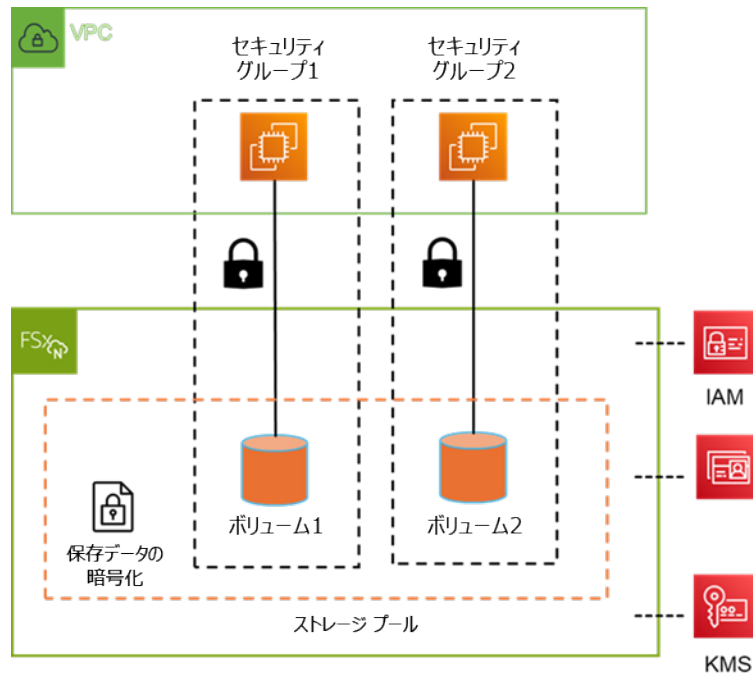 VPC
セキュリティ
グループ1
セキュリティ
グループ2
FSx
N
IAM
ボリューム1
ボリューム2
保存データの
暗号化
ストレージ プール
KMS